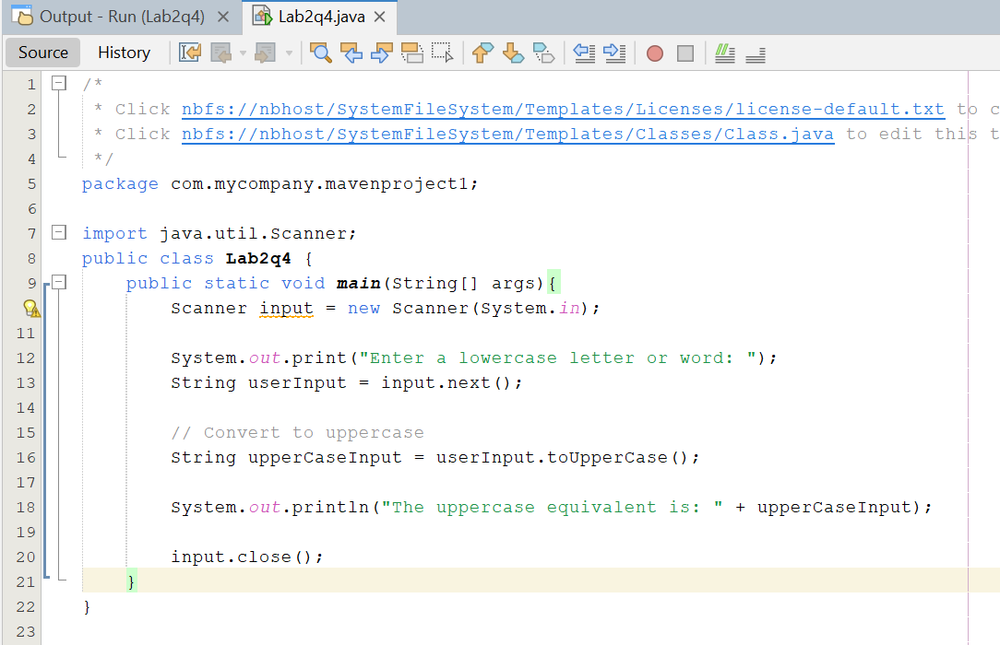 Output - Run (Lab2q4) × Lab2q4.java ×
Source History
1 /*
2 * Click nbfs://nbhost/SystemFileSystem/Templates/Licenses/license-default.txt to c
3 * Click nbfs://nbhost/SystemFileSystem/Templates/Classes/Class.java to edit this t
4 */
5 package com.mycompany.mavenproject1;
6
7 import java.util.Scanner;
8 public class Lab2q4 {
9 public static void main(String[] args){
Scanner input = new Scanner(System.in);
11
12 System.out.print("Enter a lowercase letter or word: ");
13 String userInput = input.next();
14
15 // Convert to uppercase
16 String upperCaseInput = userInput.toUpperCase();
17
18 System.out.println("The uppercase equivalent is: " + upperCaseInput);
19
20 input.close();
21 }
22 }
23